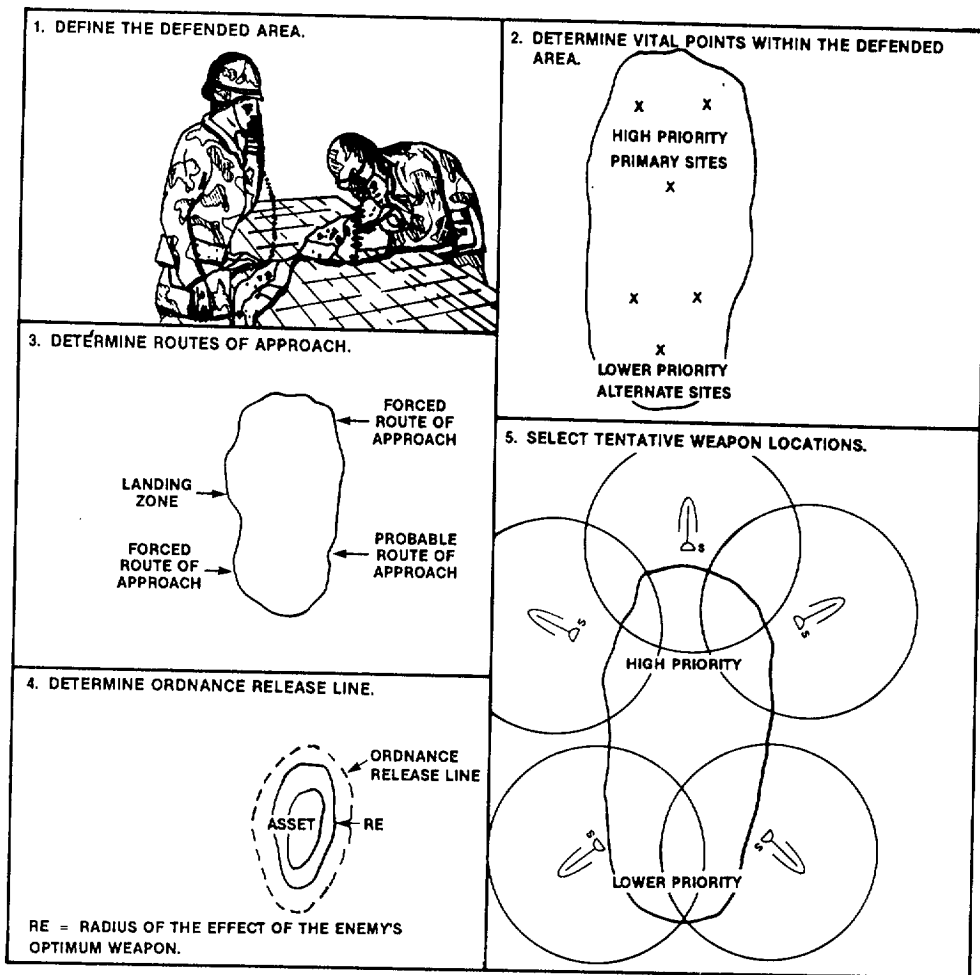 1. DEFINE THE DEFENDED AREA.
2. DETERMINE VITAL POINTS WITHIN THE DEFENDED
AREA.
X X
HIGH PRIORITY
PRIMARY SITES
X
X X
X
LOWER PRIORITY
ALTERNATE SITES
3. DETERMINE ROUTES OF APPROACH.
FORCED
ROUTE OF
APPROACH
LANDING
ZONE
PROBABLE
ROUTE OF
APPROACH
FORCED
ROUTE OF
APPROACH
4. DETERMINE ORDNANCE RELEASE LINE.
ORDNANCE
RELEASE LINE
ASSET
RE
RE = RADIUS OF THE EFFECT OF THE ENEMY'S
OPTIMUM WEAPON.
5. SELECT TENTATIVE WEAPON LOCATIONS.
S
S
S
HIGH PRIORITY
S
S
LOWER PRIORITY